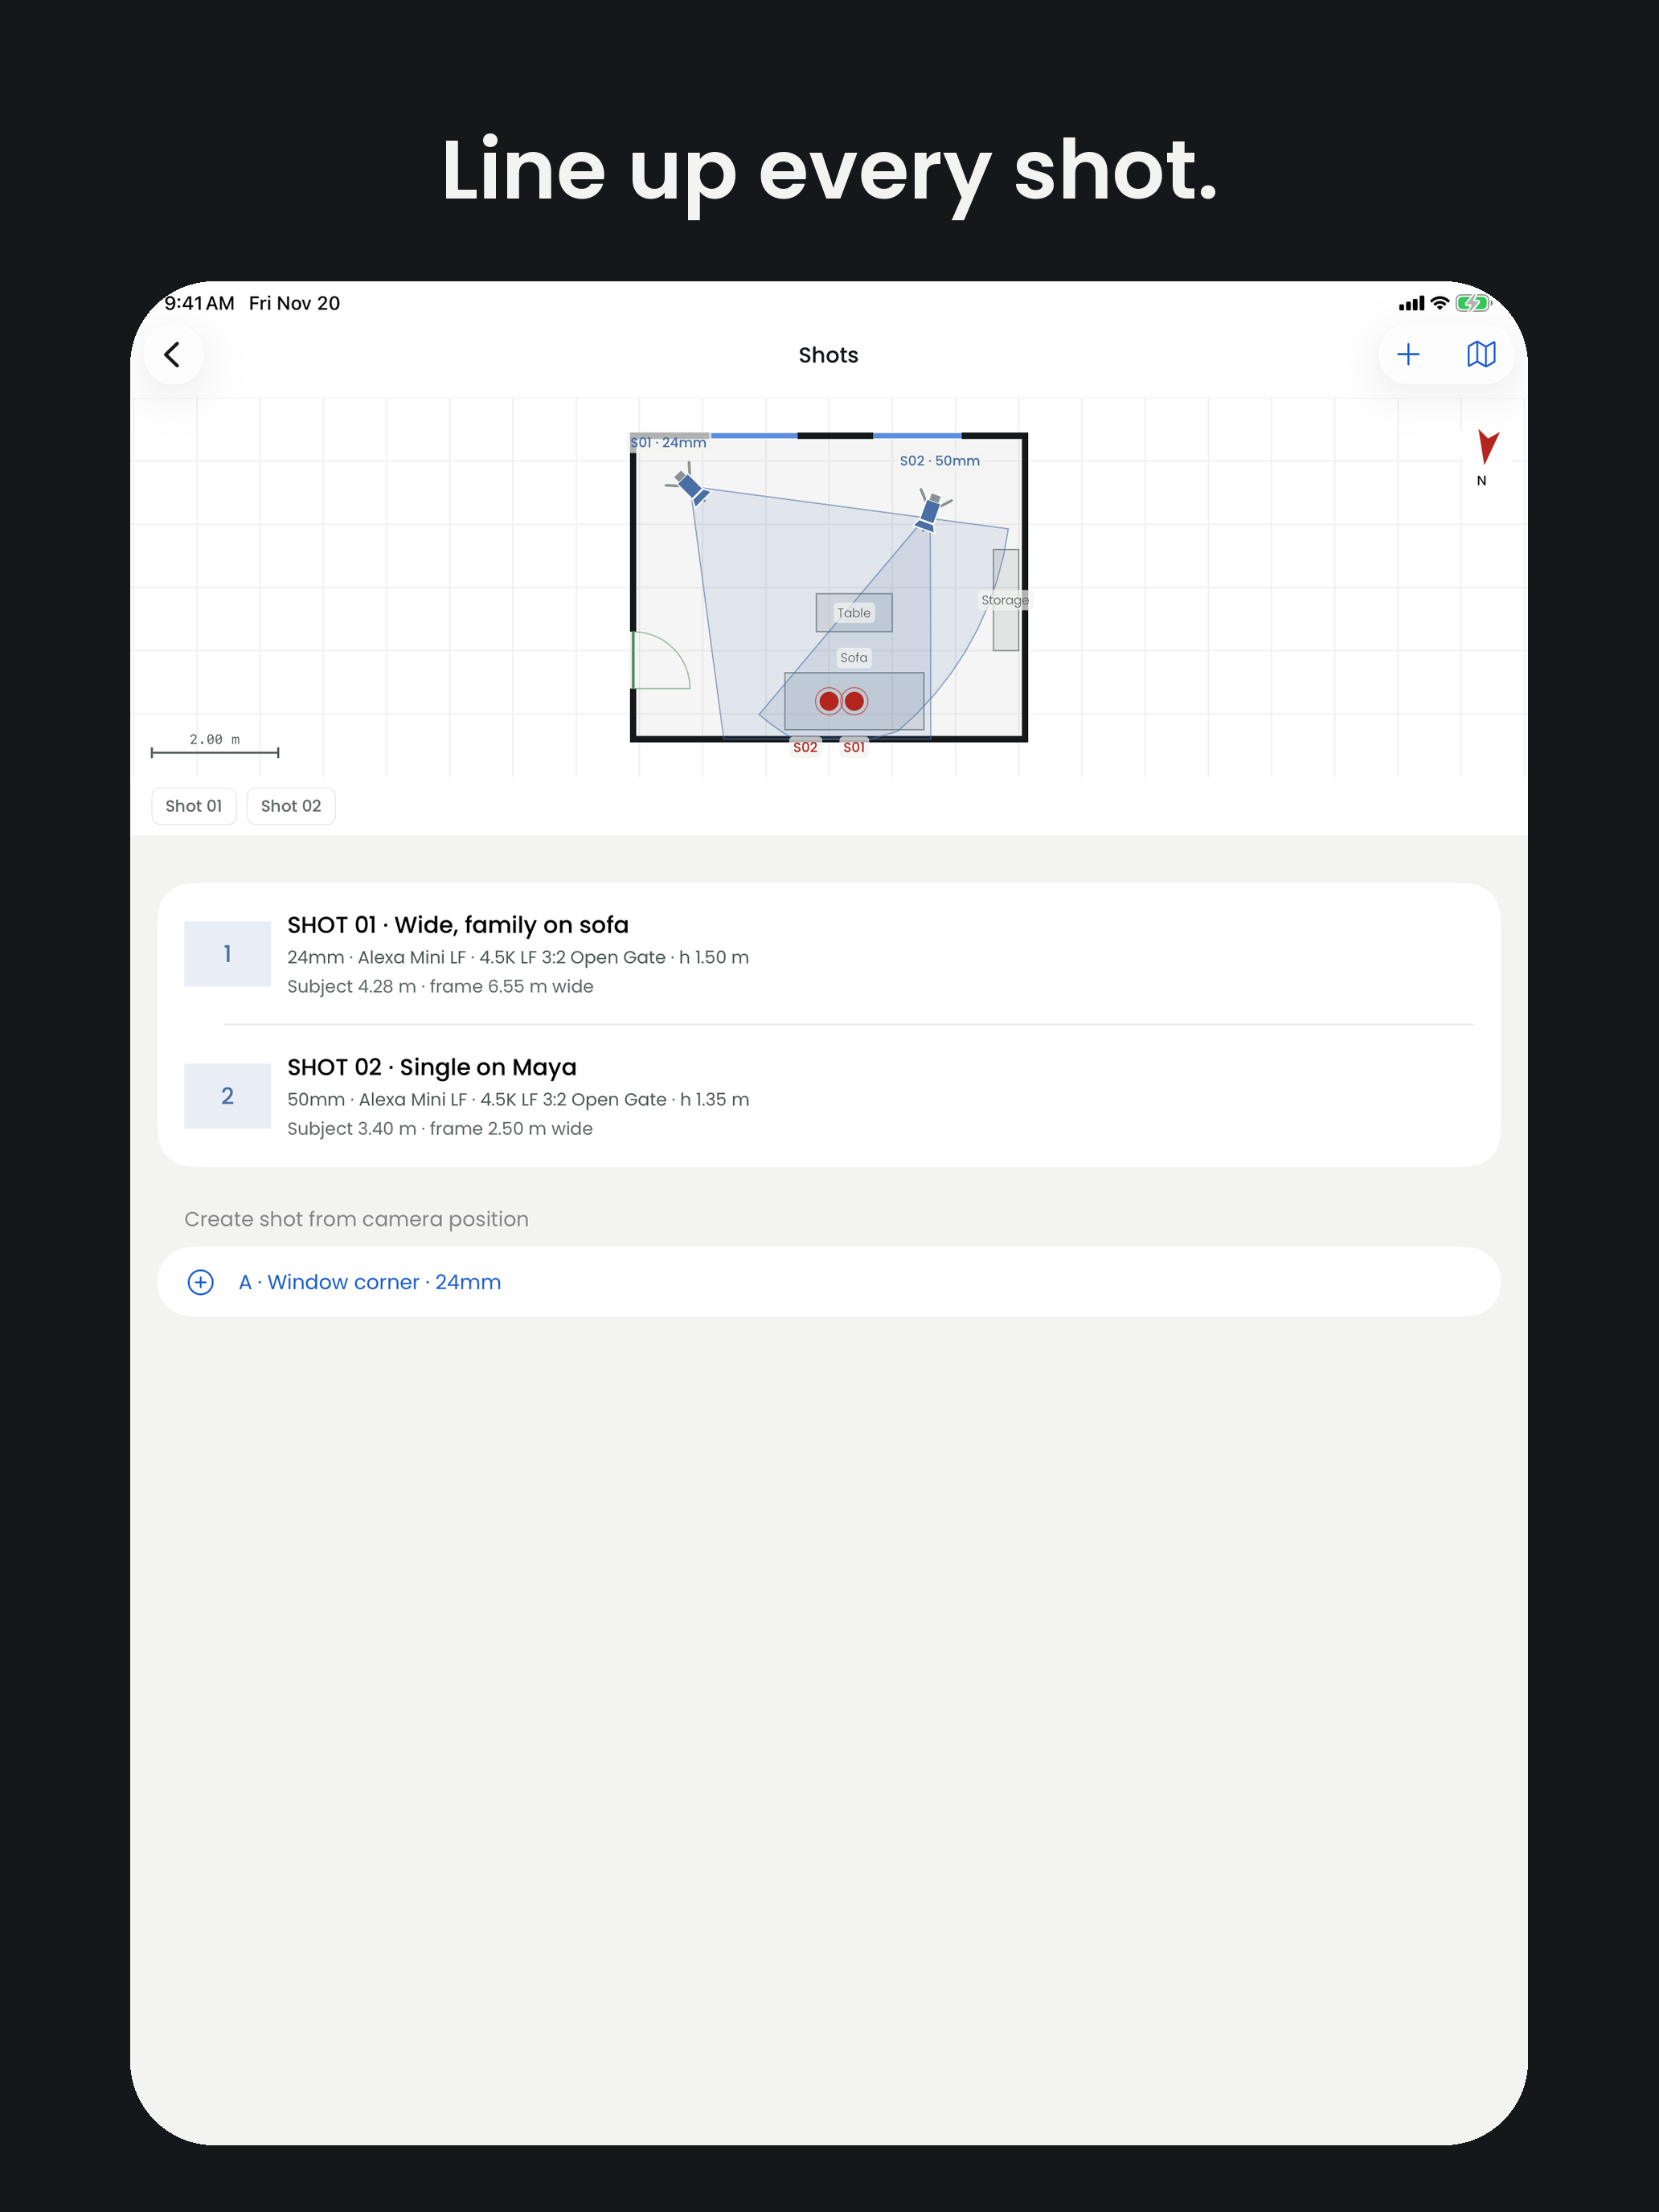 Line up every shot.
9:41 AM Fri Nov 20
Shots
S01 · 24mm
S02 · 50mm
N
Storage
Table
Sofa
2.00 m
S02 S01
Shot 01 Shot 02
1
SHOT 01 · Wide, family on sofa
24mm · Alexa Mini LF · 4.5K LF 3:2 Open Gate · h 1.50 m
Subject 4.28 m · frame 6.55 m wide
2
SHOT 02 · Single on Maya
50mm · Alexa Mini LF · 4.5K LF 3:2 Open Gate · h 1.35 m
Subject 3.40 m · frame 2.50 m wide
Create shot from camera position
A · Window corner · 24mm